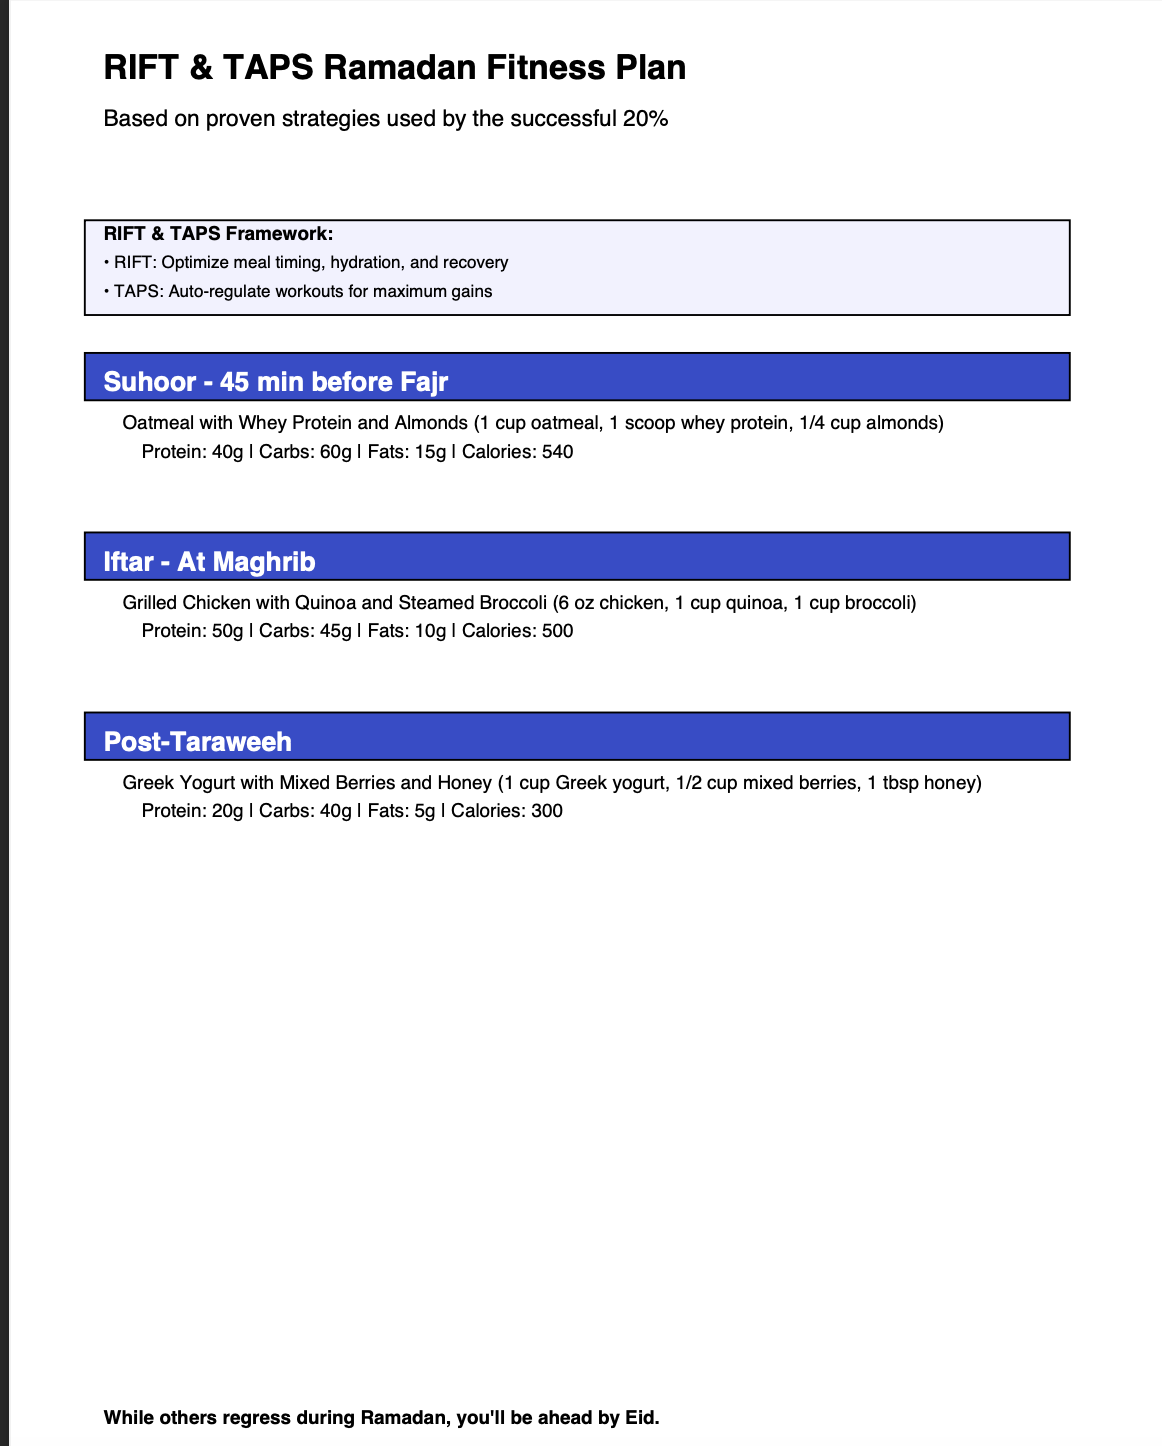 RIFT & TAPS Ramadan Fitness Plan
Based on proven strategies used by the successful 20%
RIFT & TAPS Framework:
• RIFT: Optimize meal timing, hydration, and recovery
• TAPS: Auto-regulate workouts for maximum gains
Suhoor - 45 min before Fajr
Oatmeal with Whey Protein and Almonds (1 cup oatmeal, 1 scoop whey protein, 1/4 cup almonds)
Protein: 40g | Carbs: 60g | Fats: 15g | Calories: 540
Iftar - At Maghrib
Grilled Chicken with Quinoa and Steamed Broccoli (6 oz chicken, 1 cup quinoa, 1 cup broccoli)
Protein: 50g | Carbs: 45g | Fats: 10g | Calories: 500
Post-Taraweeh
Greek Yogurt with Mixed Berries and Honey (1 cup Greek yogurt, 1/2 cup mixed berries, 1 tbsp honey)
Protein: 20g | Carbs: 40g | Fats: 5g | Calories: 300
While others regress during Ramadan, you'll be ahead by Eid.